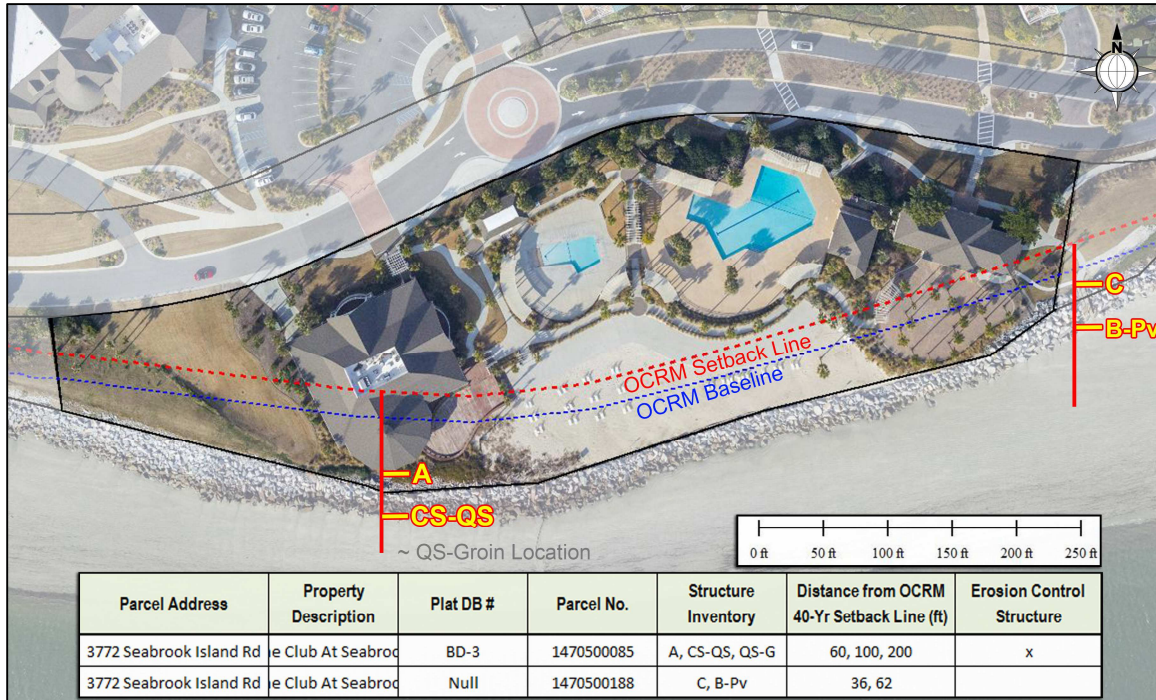 N
OCRM Setback Line
OCRM Baseline
C
B-Pv
A
CS-QS
~ QS-Groin Location
0 ft 50 ft 100 ft 150 ft 200 ft 250 ft
Parcel Address Property Description Plat DB # Parcel No. Structure Inventory Distance from OCRM 40-Yr Setback Line (ft) Erosion Control Structure
3772 Seabrook Island Rd e Club At Seabroo BD-3 1470500085 A, CS-QS, QS-G 60, 100, 200 x
3772 Seabrook Island Rd e Club At Seabroo Null 1470500188 C, B-Pv 36, 62